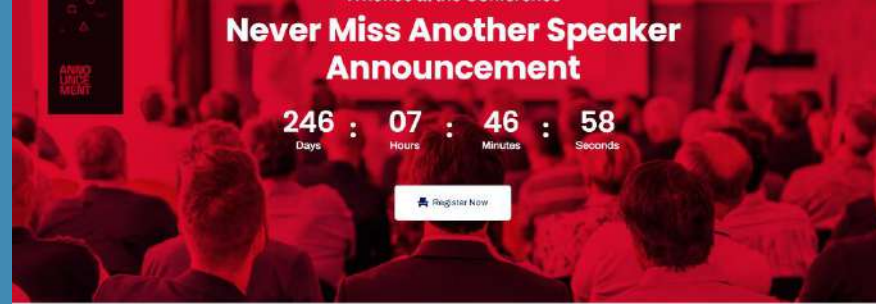 Never Miss Another Speaker
Announcement
246 : 07 : 46 : 58
Days Hours Minutes Seconds
Register Now
ANNO
UNCE
MENT